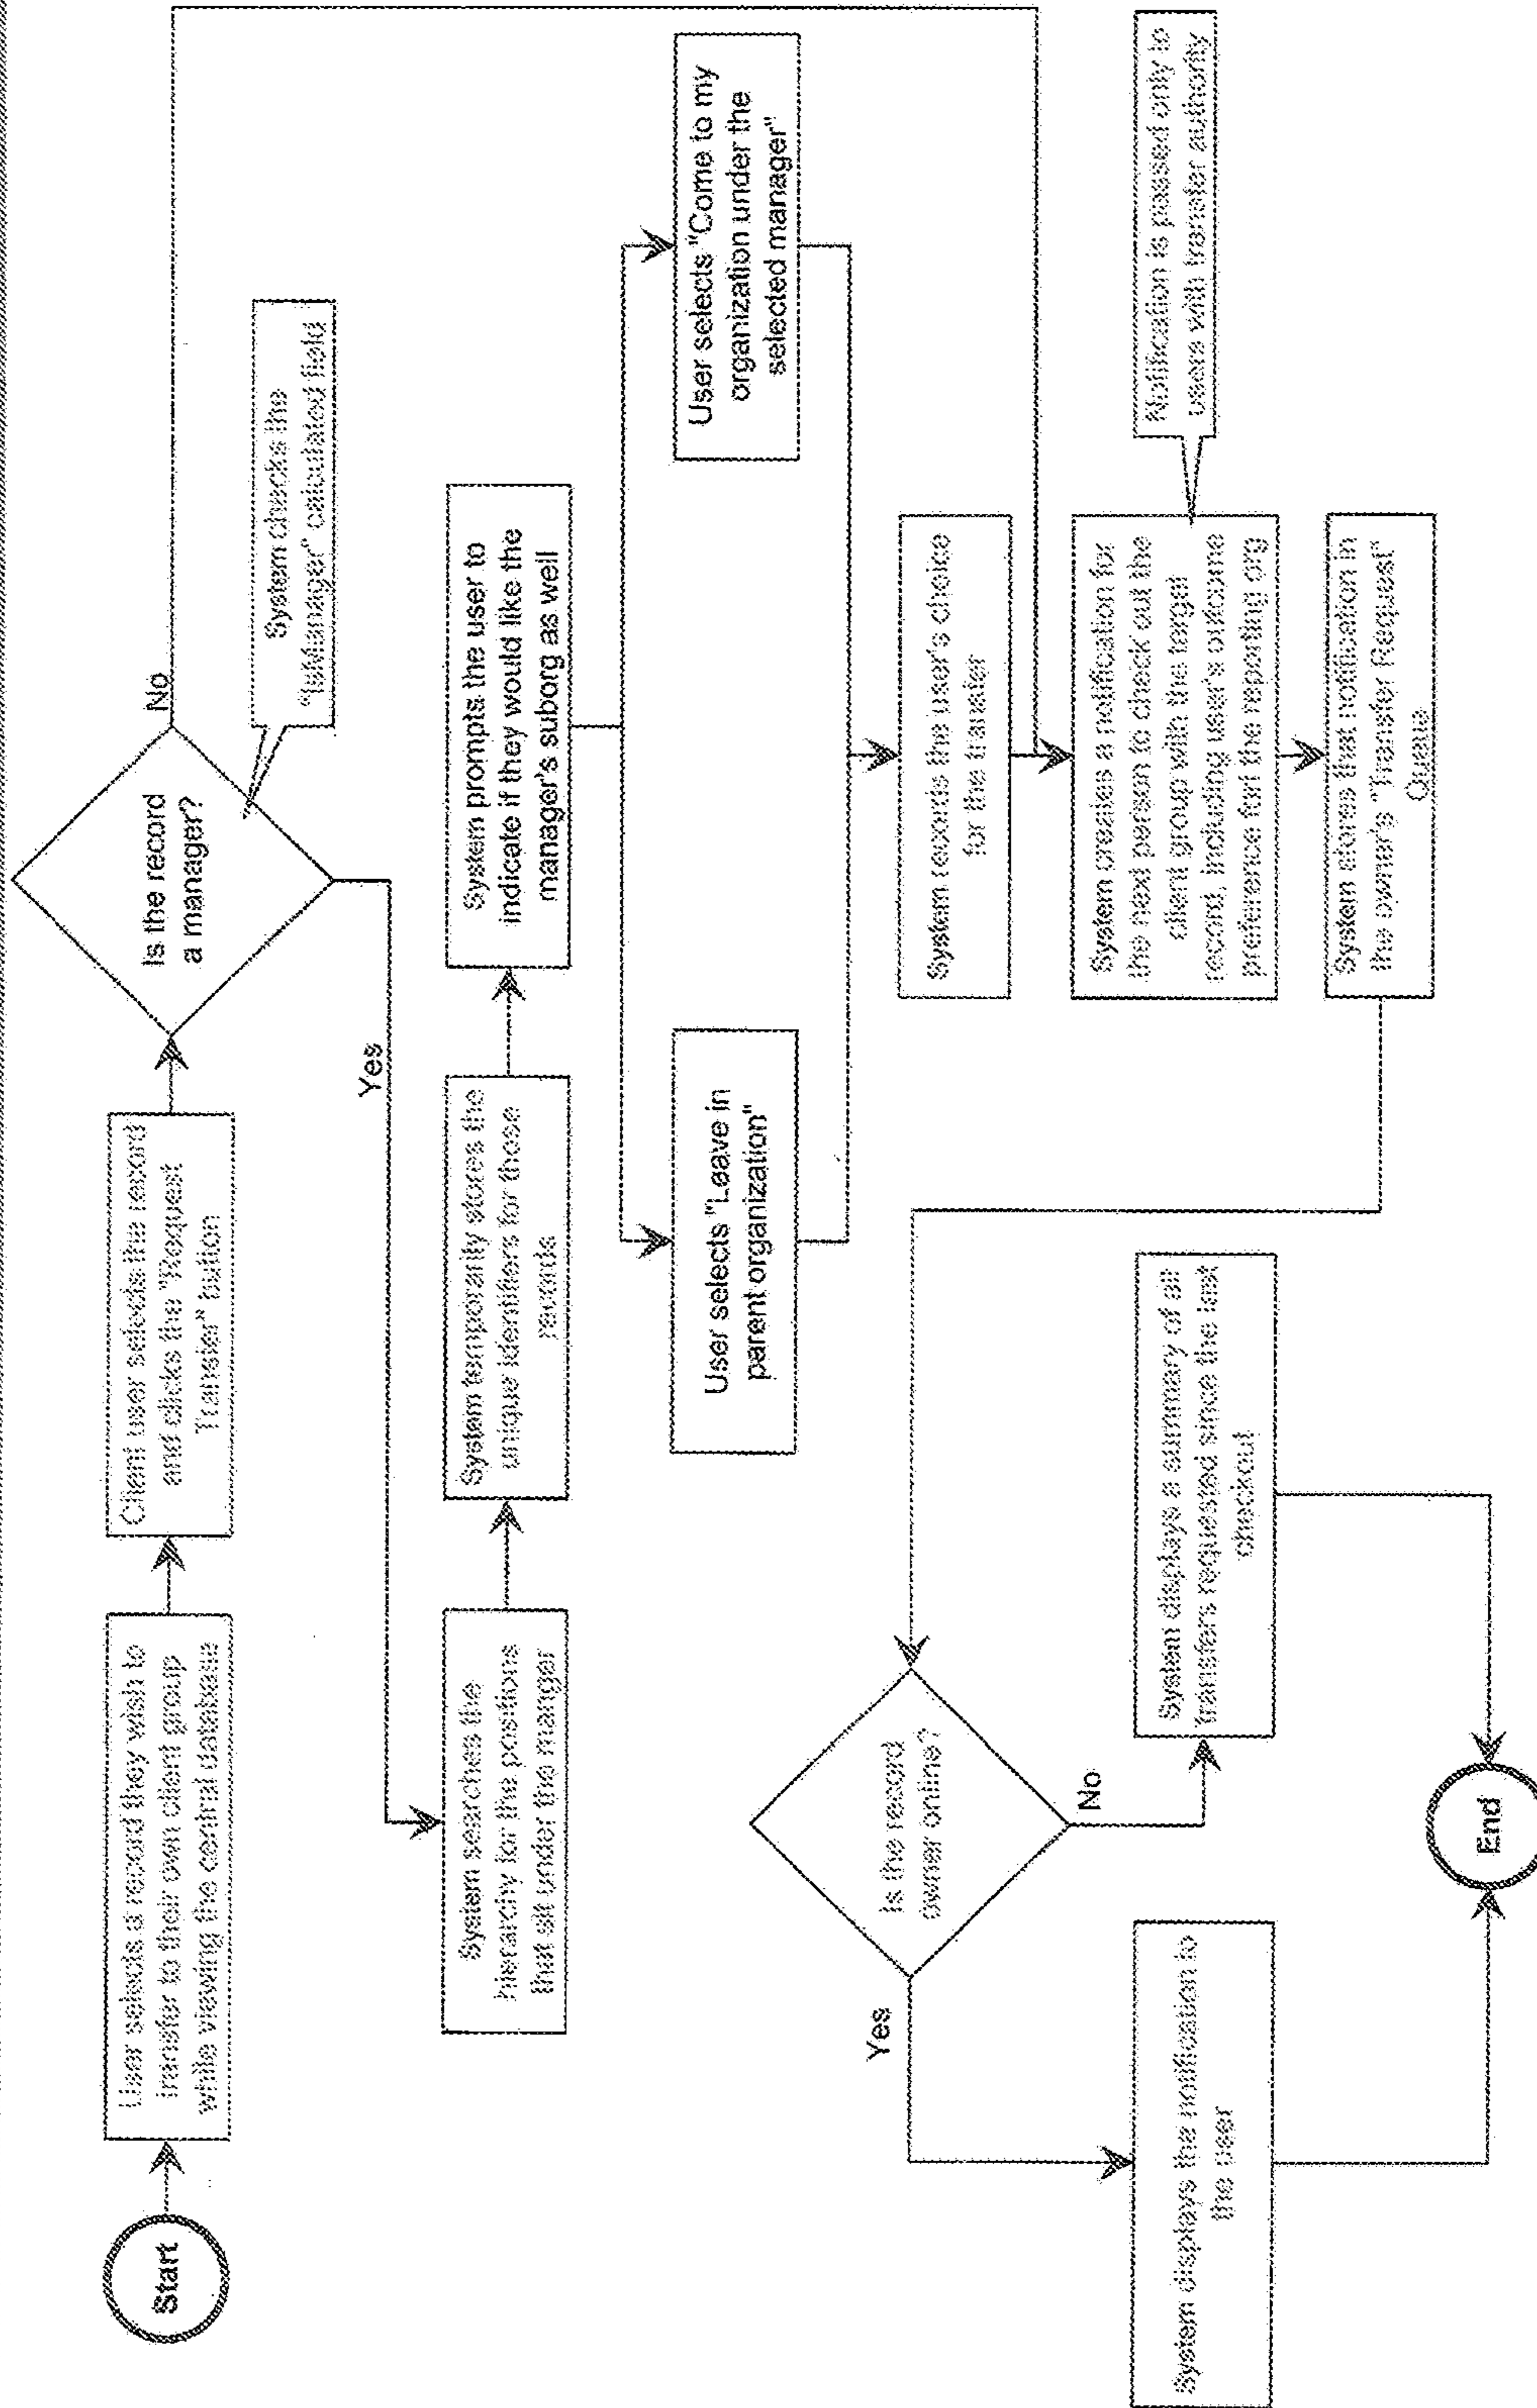 Start
User selects a record they wish to
transfer to their own client group
while viewing the central database
Client user selects the record
and clicks the "Request
Transfer" button
Is the record
a manager?
No
System checks the
"IsManager" calculated field
Yes
System searches the
hierarchy for the positions
that sit under the manger
System temporarily stores the
unique identifiers for those
records
System prompts the user to
indicate if they would like the
manager's suborg as well
User selects "Leave in
parent organization"
User selects "Come to my
organization under the
selected manager"
System records the user's choice
for the transfer
System creates a notification for
the next person to check out the
client group with the target
record, including user's outcome
preference fort the reporting org
Notification is passed only to
users with transfer authority
System stores that notification in
the owner's "Transfer Request"
Queue
Is the record
owner online?
Yes
No
System displays the notification to
the user
System displays a summary of all
transfers requested since the last
checkout
End